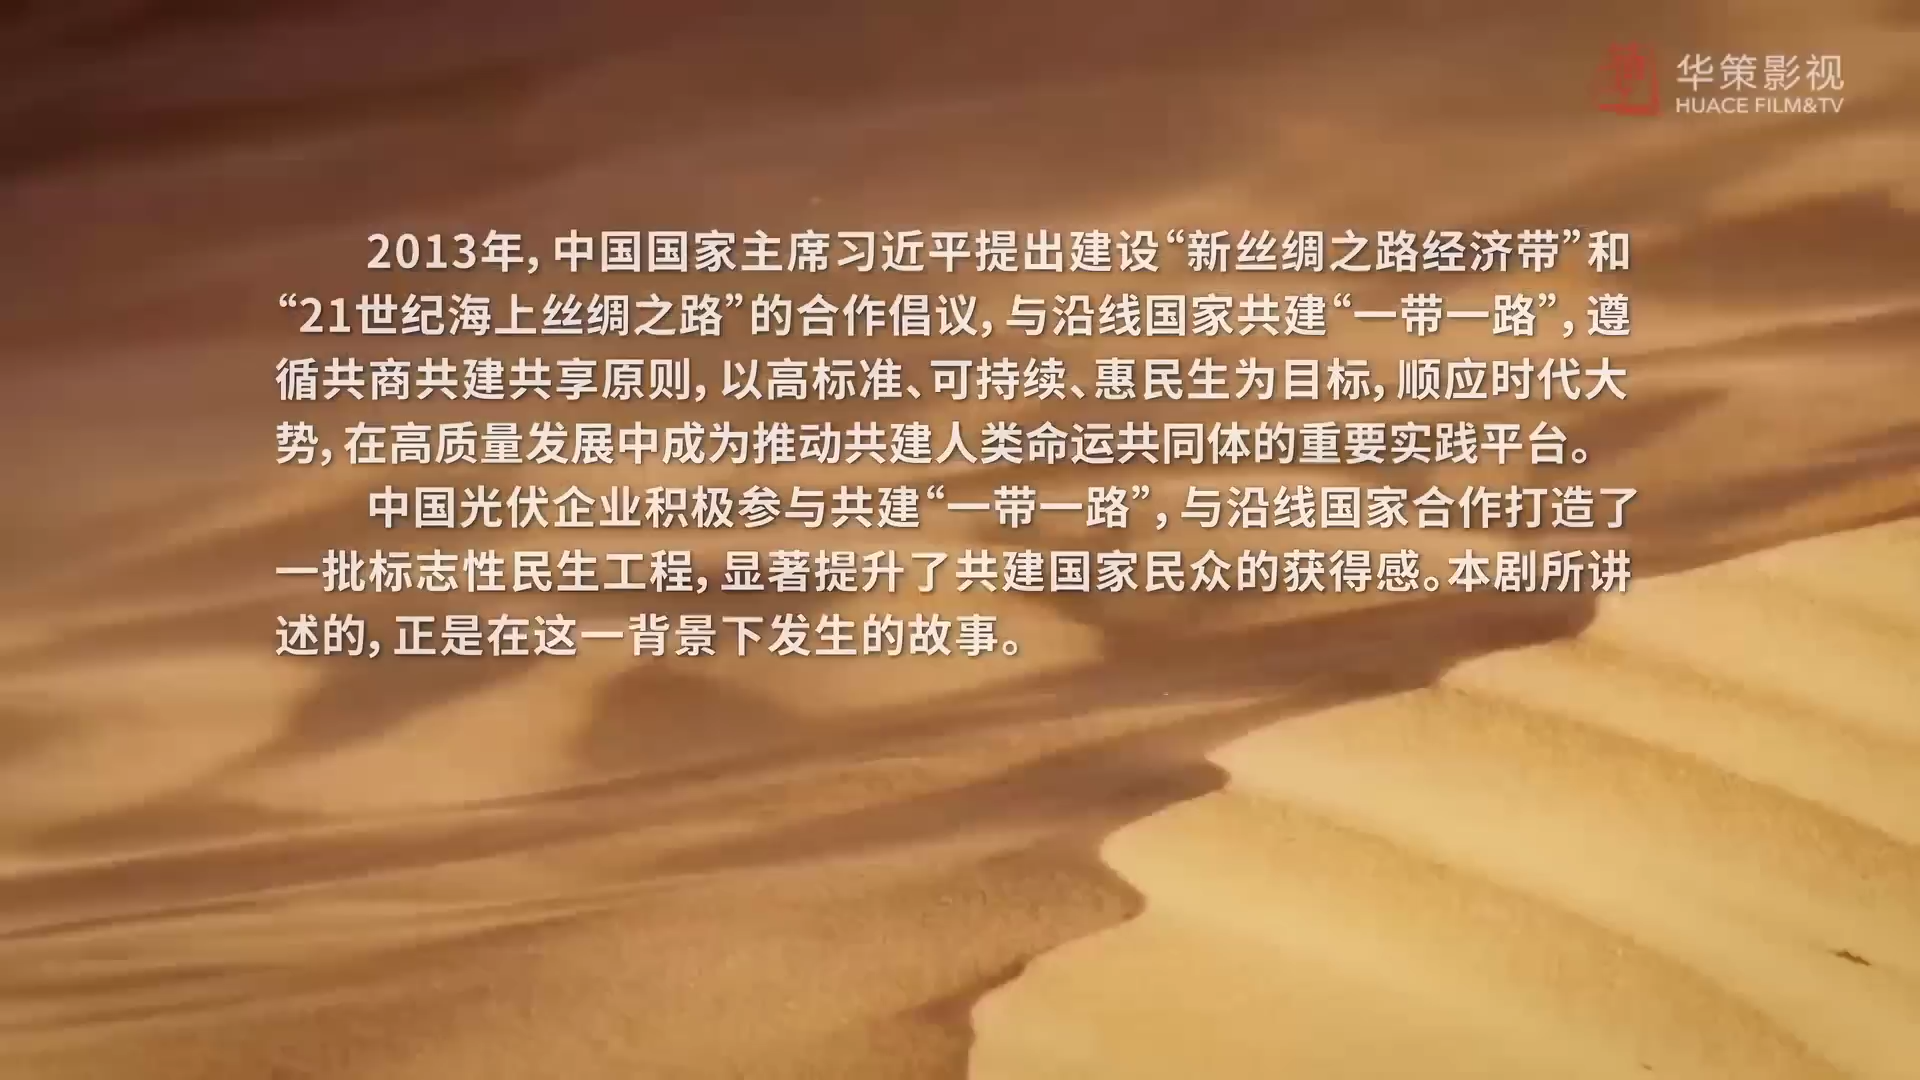 华策影视
HUACE FILM&TV
2013年，中国国家主席习近平提出建设“新丝绸之路经济带”和
“21世纪海上丝绸之路”的合作倡议，与沿线国家共建“一带一路”，遵
循共商共建共享原则，以高标准、可持续、惠民生为目标，顺应时代大
势，在高质量发展中成为推动共建人类命运共同体的重要实践平台。
中国光伏企业积极参与共建“一带一路”，与沿线国家合作打造了
一批标志性民生工程，显著提升了共建国家民众的获得感。本剧所讲
述的，正是在这一背景下发生的故事。